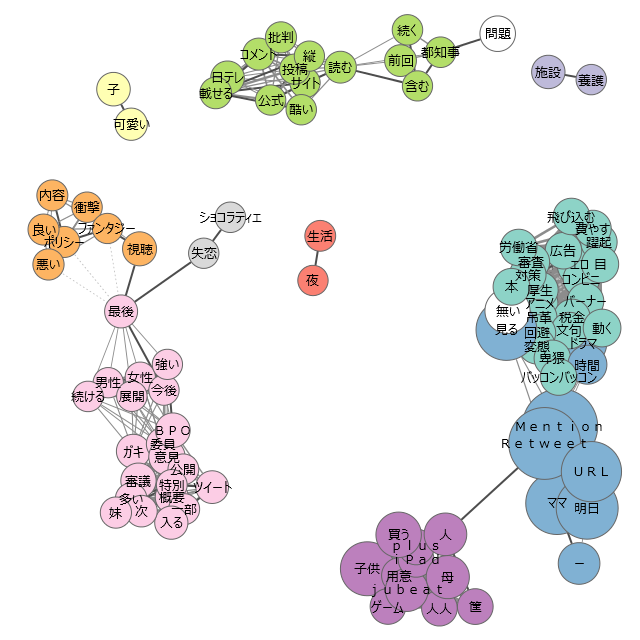 批判
続く
問題
コメント
縦
都知事
前回
読む
投稿
施設
日テレ
サイト
養護
子
載せる
含む
公式
酷い
可愛い
内容
衝撃
ショコラティエ
飛び込む
良い
ファンタジー
費やす
ポリシー
視聴
生活
労働省
広告
躍起
失恋
審査
エロ
目
悪い
対策
コンビニ
夜
本
厚生
アニメ
バーナー
最後
無い
吊革
税金
見る
回避
文句
動く
変態
ドラマ
卑猥
強い
時間
男性
女性
バッコンバッコン
続ける
展開
今後
ＢＰＯ
Ｍｅｎｔｉｏｎ
委員
Ｒｅｔｗｅｅｔ
ガキ
意見
公開
ＵＲＬ
審議
特別
ツイート
多い
概要
ママ
明日
妹
次
一部
入る
買う
人
ｐｌｕｓ
ｉＰａｄ
ー
子供
用意
母
ｊｕｂｅａｔ
ゲーム
人人
筐